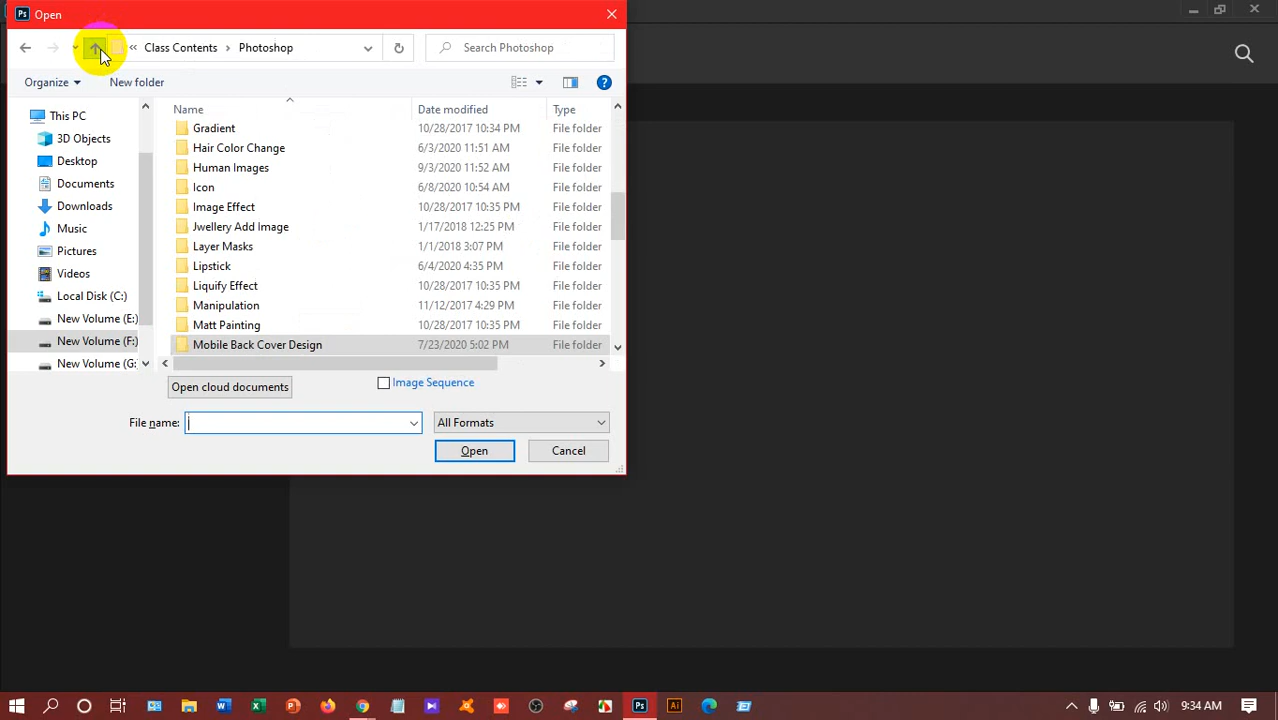 Ps Open
Class Contents Photoshop Search Photoshop
Organize New folder
Name Date modified Type
This PC
3D Objects
Desktop
Documents
Downloads
Music
Pictures
Videos
Local Disk (C:)
New Volume (E:)
New Volume (F:)
New Volume (G:
Gradient 10/28/2017 10:34 PM File folder
Hair Color Change 6/3/2020 11:51 AM File folder
Human Images 9/3/2020 11:52 AM File folder
Icon 6/8/2020 10:54 AM File folder
Image Effect 10/28/2017 10:35 PM File folder
Jwellery Add Image 1/17/2018 12:25 PM File folder
Layer Masks 1/1/2018 3:07 PM File folder
Lipstick 6/4/2020 4:35 PM File folder
Liquify Effect 10/28/2017 10:35 PM File folder
Manipulation 11/12/2017 4:29 PM File folder
Matt Painting 10/28/2017 10:35 PM File folder
Mobile Back Cover Design 7/23/2020 5:02 PM File folder
Open cloud documents Image Sequence
File name: All Formats
Open Cancel
Ps Ai 9:34 AM